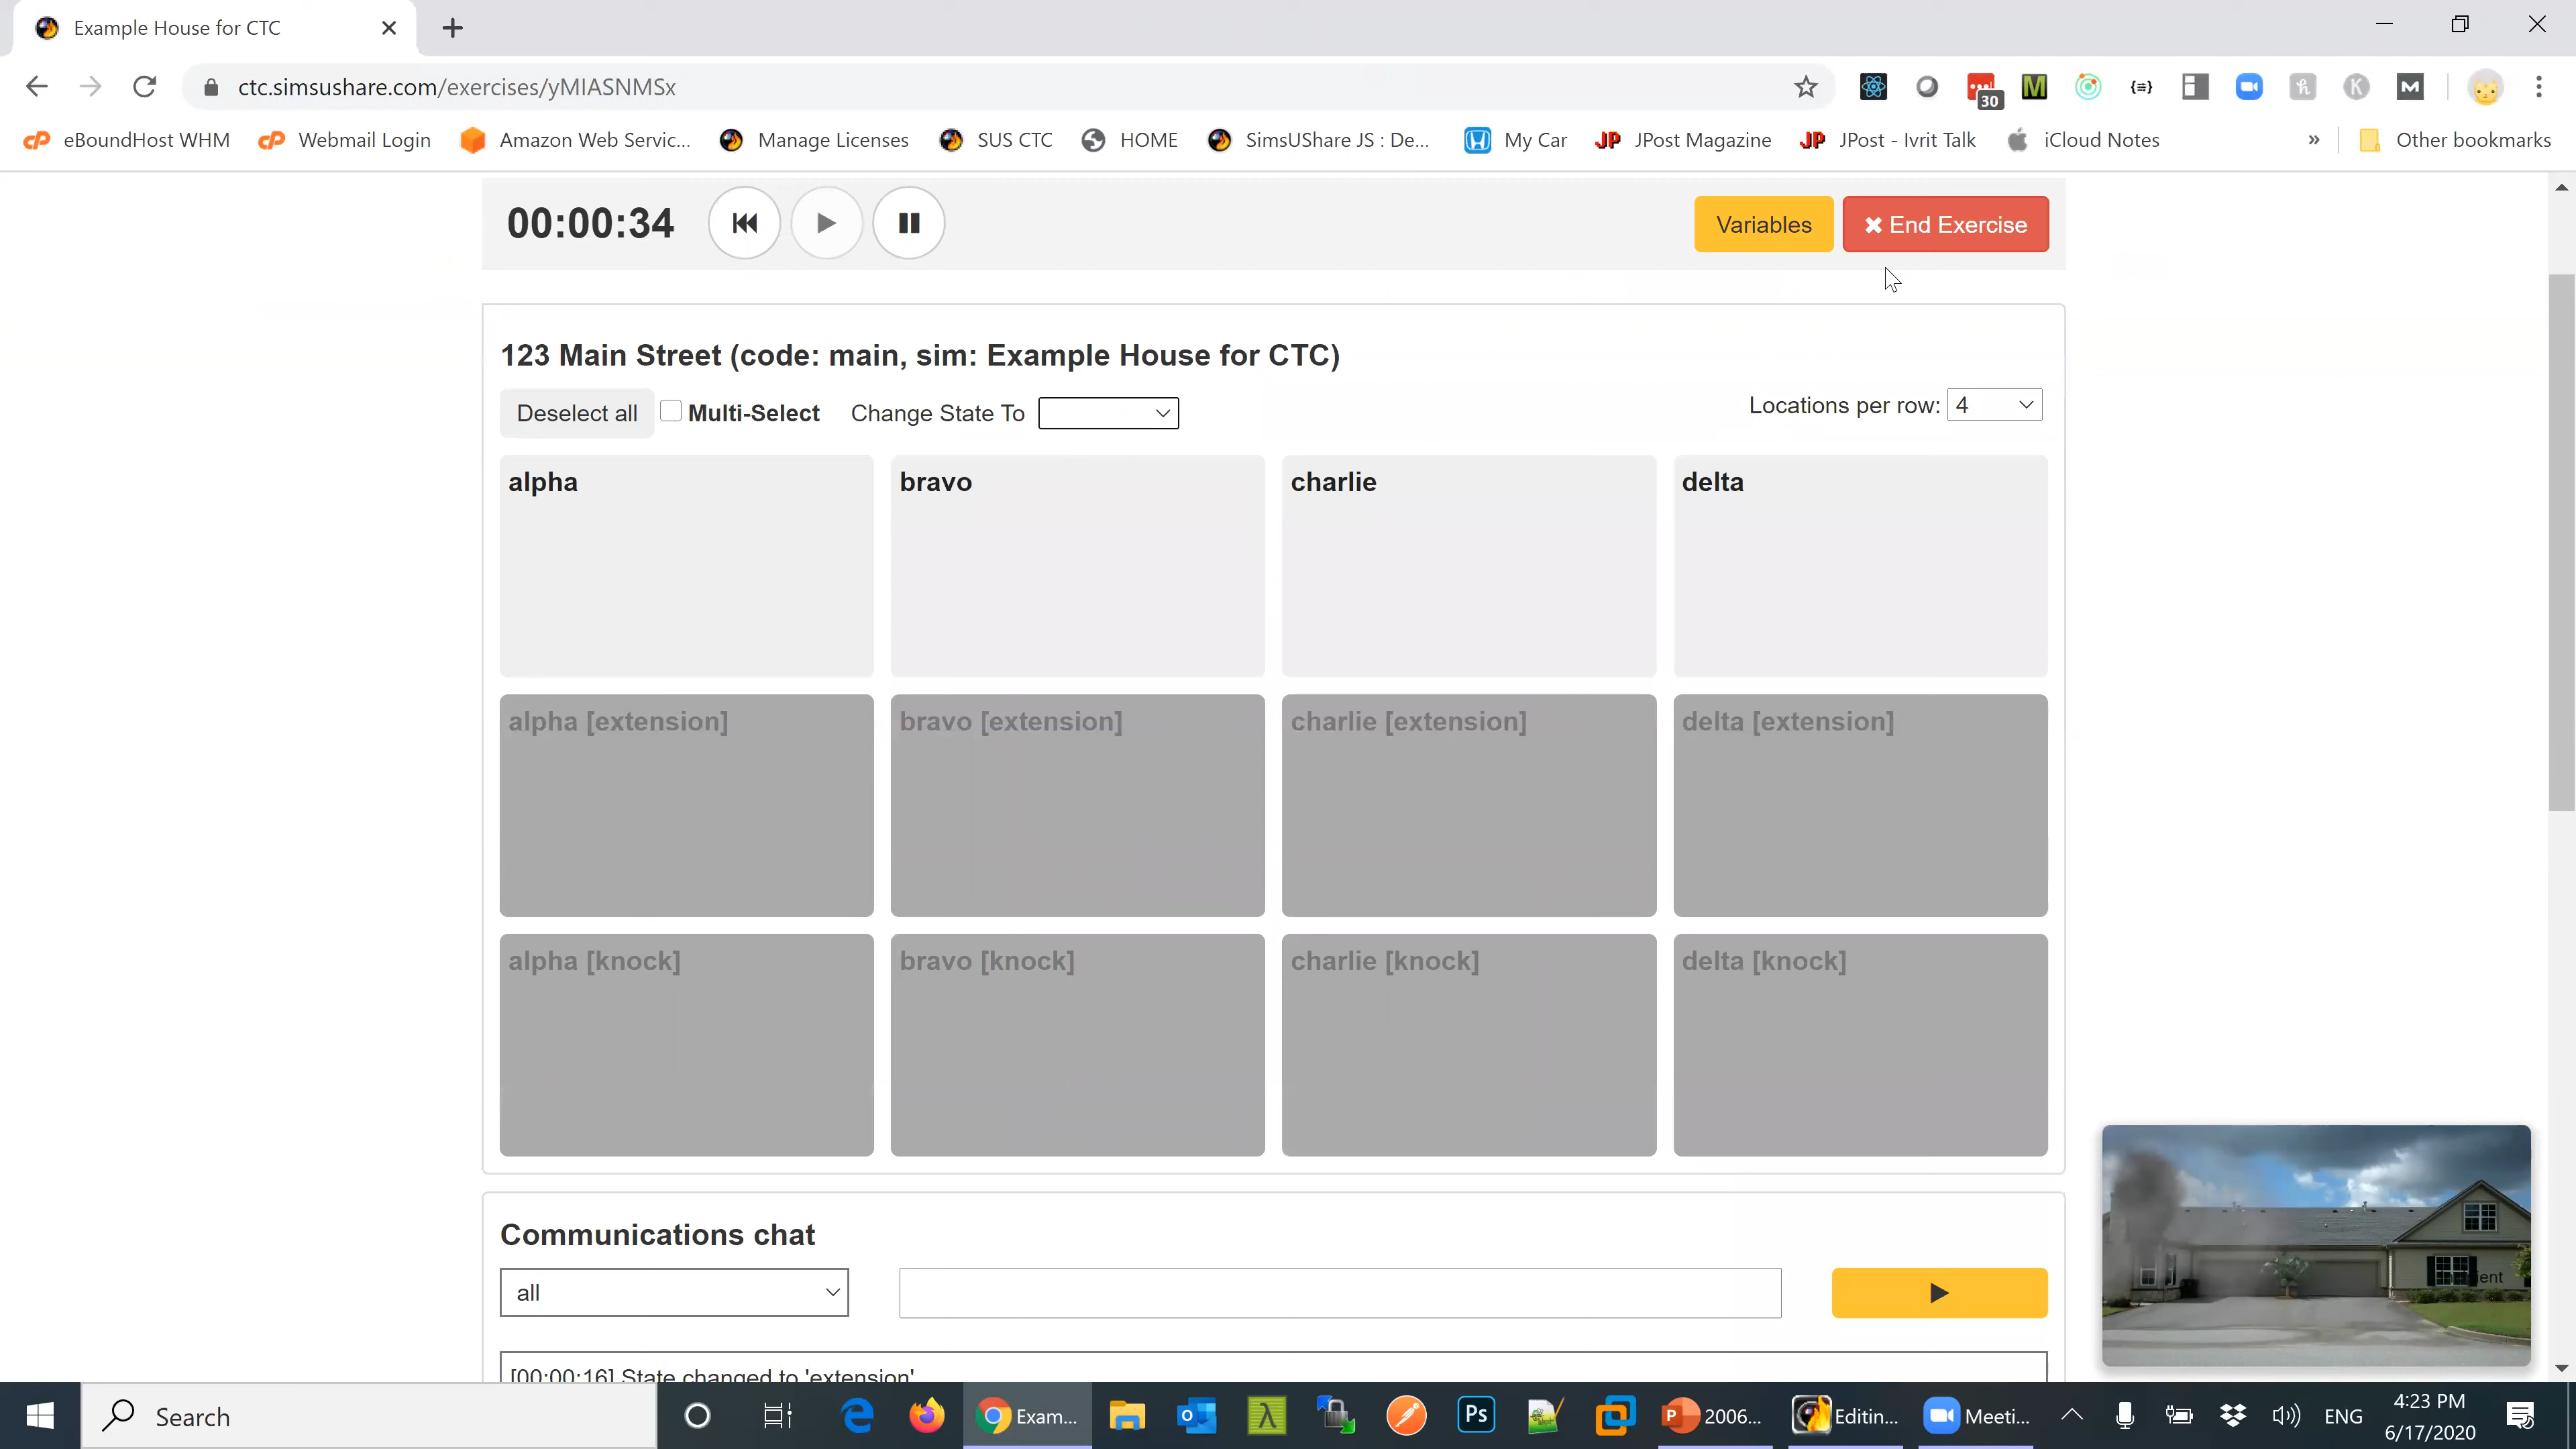 Example House for CTC
ctc.simsushare.com/exercises/yMIASNMSx
30
eBoundHost WHM
Webmail Login
Amazon Web Servic...
Manage Licenses
SUS CTC
HOME
SimsUShare JS : De...
My Car
JPost Magazine
JPost - Ivrit Talk
iCloud Notes
»
Other bookmarks
00:00:34
Variables
End Exercise
123 Main Street (code: main, sim: Example House for CTC)
Deselect all
Multi-Select
Change State To
Locations per row: 4
alpha
bravo
charlie
delta
alpha [extension]
bravo [extension]
charlie [extension]
delta [extension]
alpha [knock]
bravo [knock]
charlie [knock]
delta [knock]
Communications chat
all
[00:00:16] State changed to 'extension'
Search
Exam...
2006...
Editin...
Meeti...
ENG
4:23 PM
6/17/2020